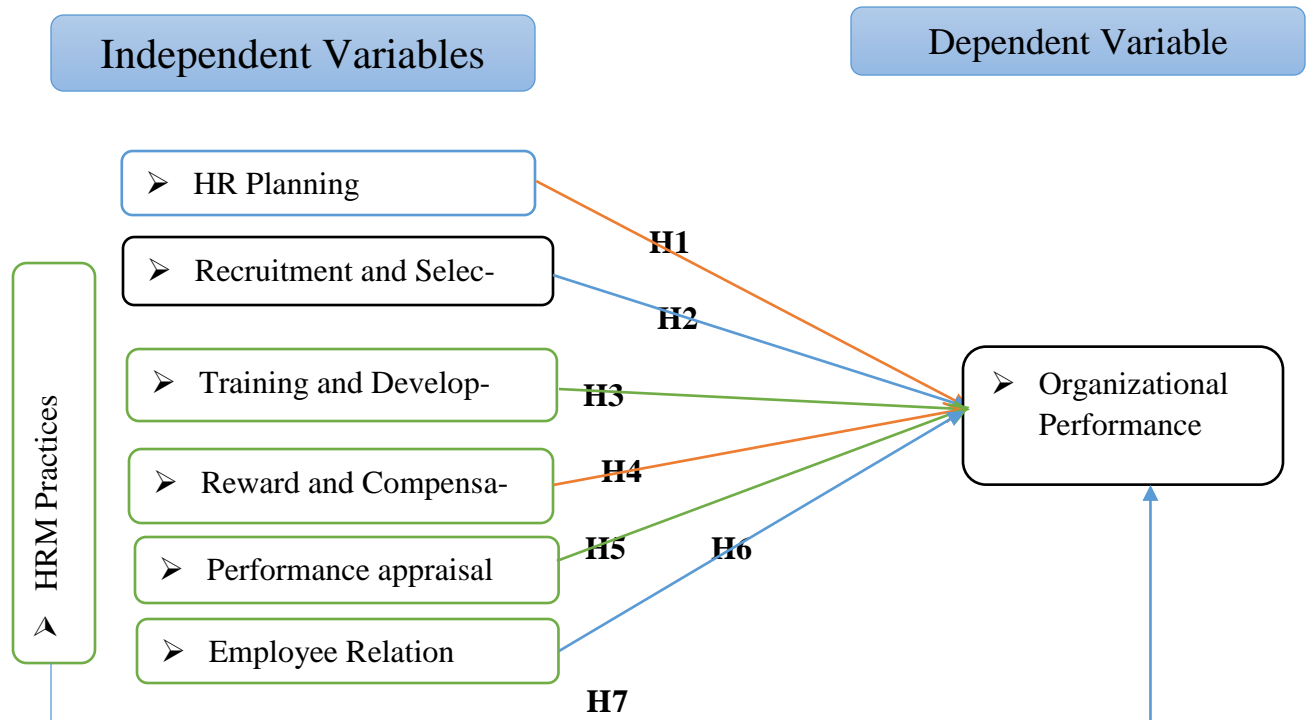 Independent Variables
Dependent Variable
➢ HR Planning
H1
➢ Recruitment and Selec-
H2
➢ Training and Develop-
H3
➢ Organizational
Performance
➢ HRM Practices
➢ Reward and Compensa-
H4
➢ Performance appraisal
H5
H6
➢ Employee Relation
H7